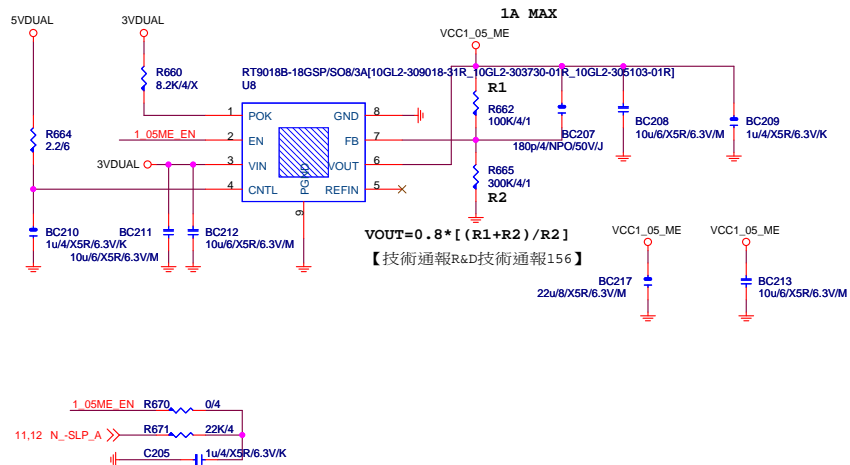 1A MAX
5VDUAL
3VDUAL
VCC1_05_ME
R660
8.2K/4/X
RT9018B-18GSP/SO8/3A[10GL2-309018-31R_10GL2-303730-01R_10GL2-305103-01R]
U8
R1
R662
100K/4/1
1 POK
GND 8
1_05ME_EN
2 EN
FB 7
3VDUAL
3 VIN
VOUT 6
4 CNTL
REFIN 5
PGND
9
R664
2.2/6
BC207
180p/4/NPO/50V/J
BC208
10u/6/X5R/6.3V/M
BC209
1u/4/X5R/6.3V/K
R665
300K/4/1
R2
BC210
1u/4/X5R/6.3V/K
BC211
10u/6/X5R/6.3V/M
BC212
10u/6/X5R/6.3V/M
VOUT=0.8*[(R1+R2)/R2]
【技術通報R&D技術通報156】
VCC1_05_ME
VCC1_05_ME
BC217
22u/8/X5R/6.3V/M
BC213
10u/6/X5R/6.3V/M
1_05ME_EN R670 0/4
11,12 N_-SLP_A R671 22K/4
C205 1u/4/X5R/6.3V/K